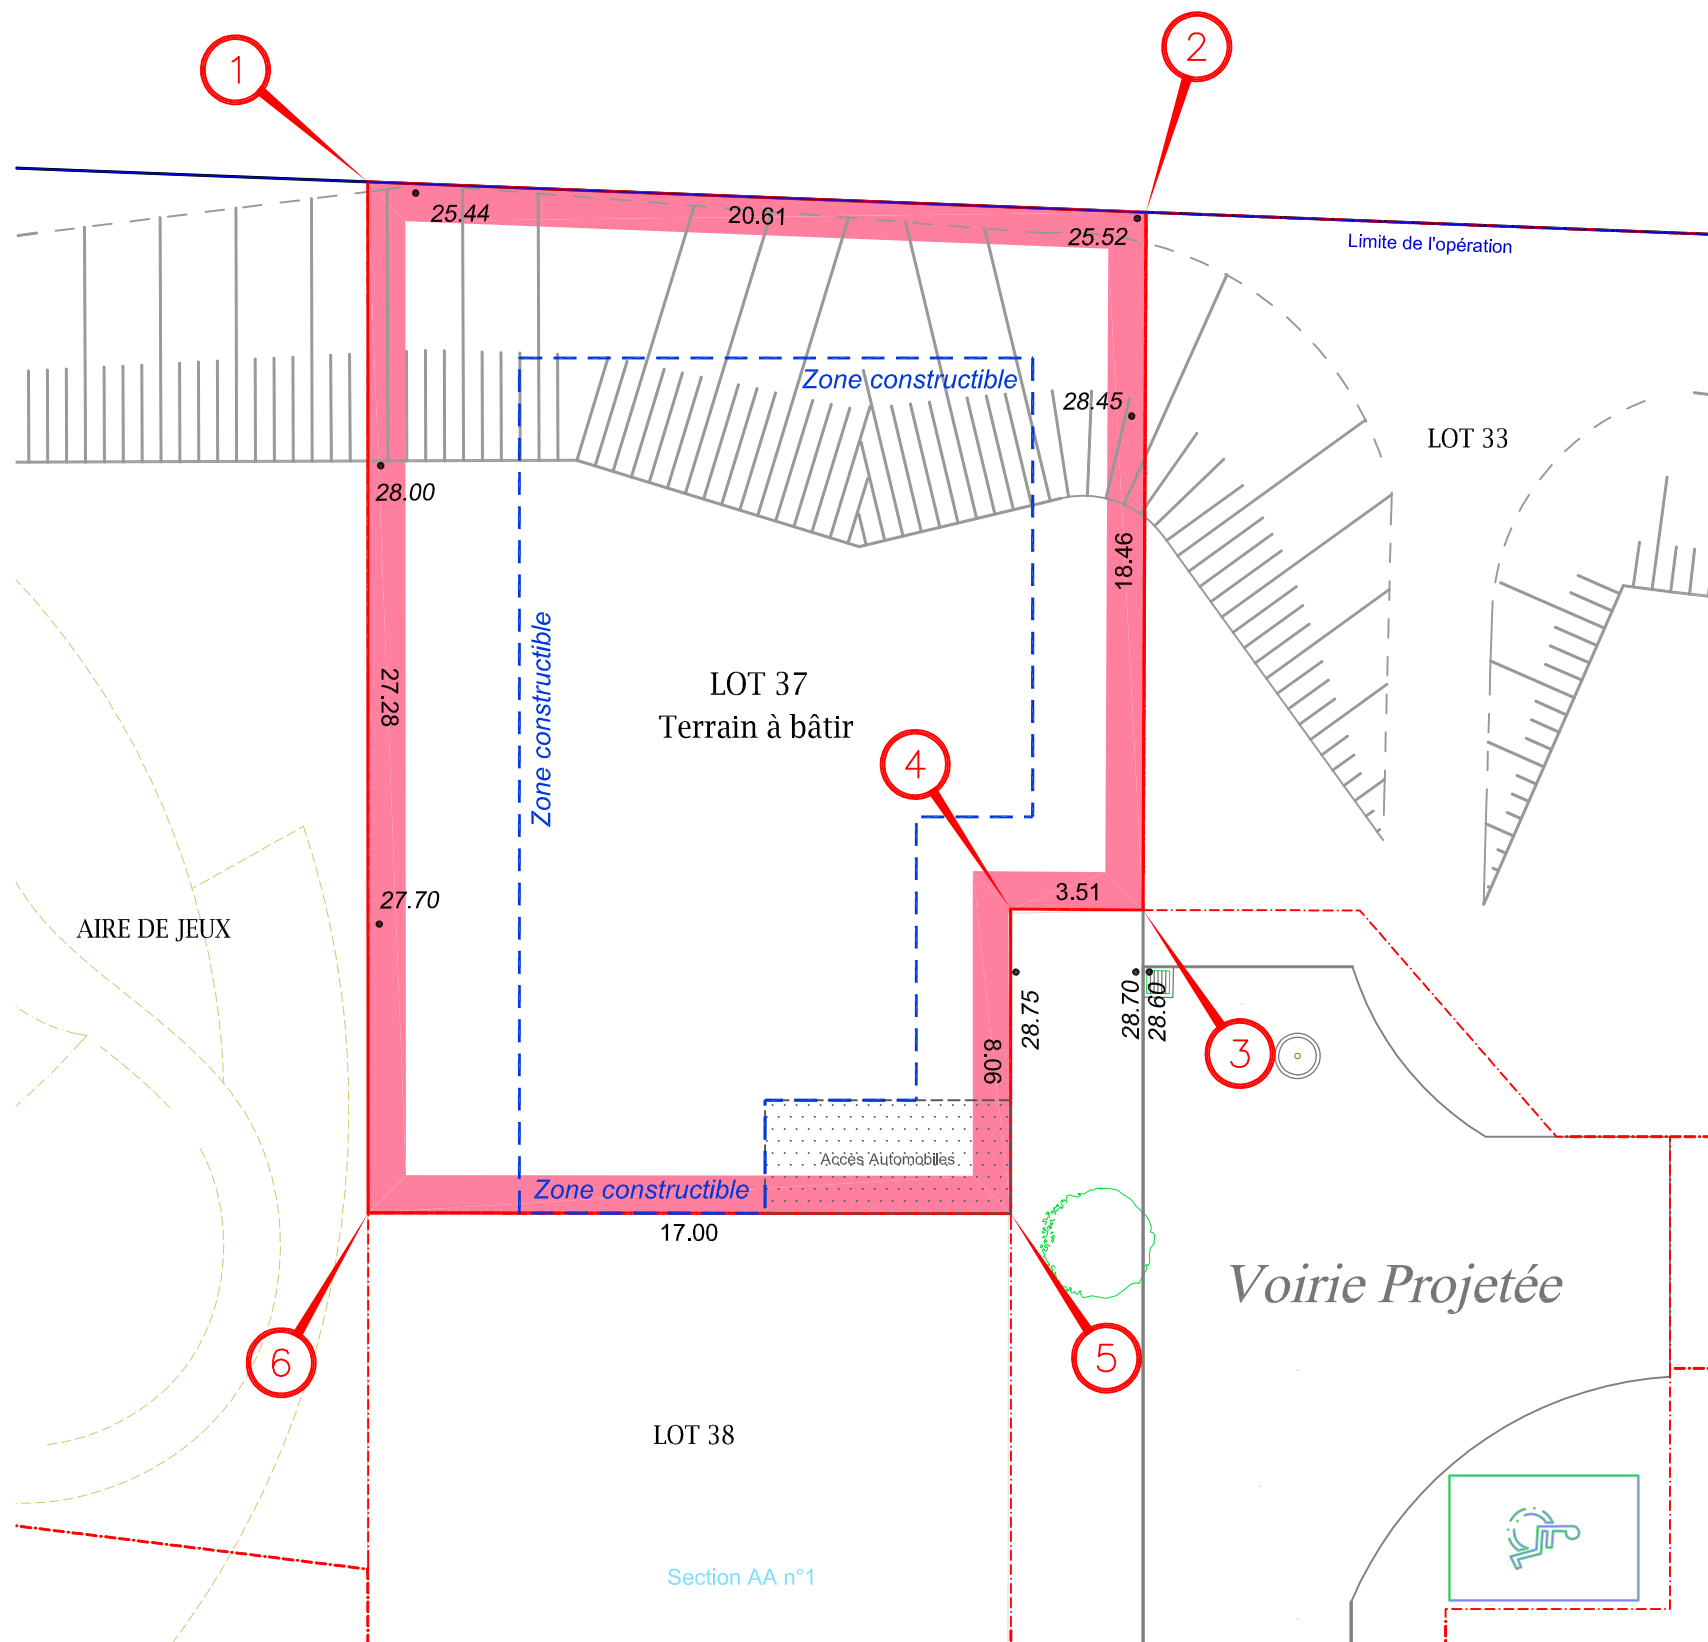 1
2
25.44
20.61
25.52
Limite de l'opération
Zone constructible
28.45
LOT 33
28.00
18.46
Zone constructible
27.28
LOT 37
Terrain à bâtir
4
27.70
3.51
AIRE DE JEUX
28.75
28.70
28.60
8.06
3
Accès Automobiles
Zone constructible
17.00
Voirie Projetée
6
5
LOT 38
Section AA n°1